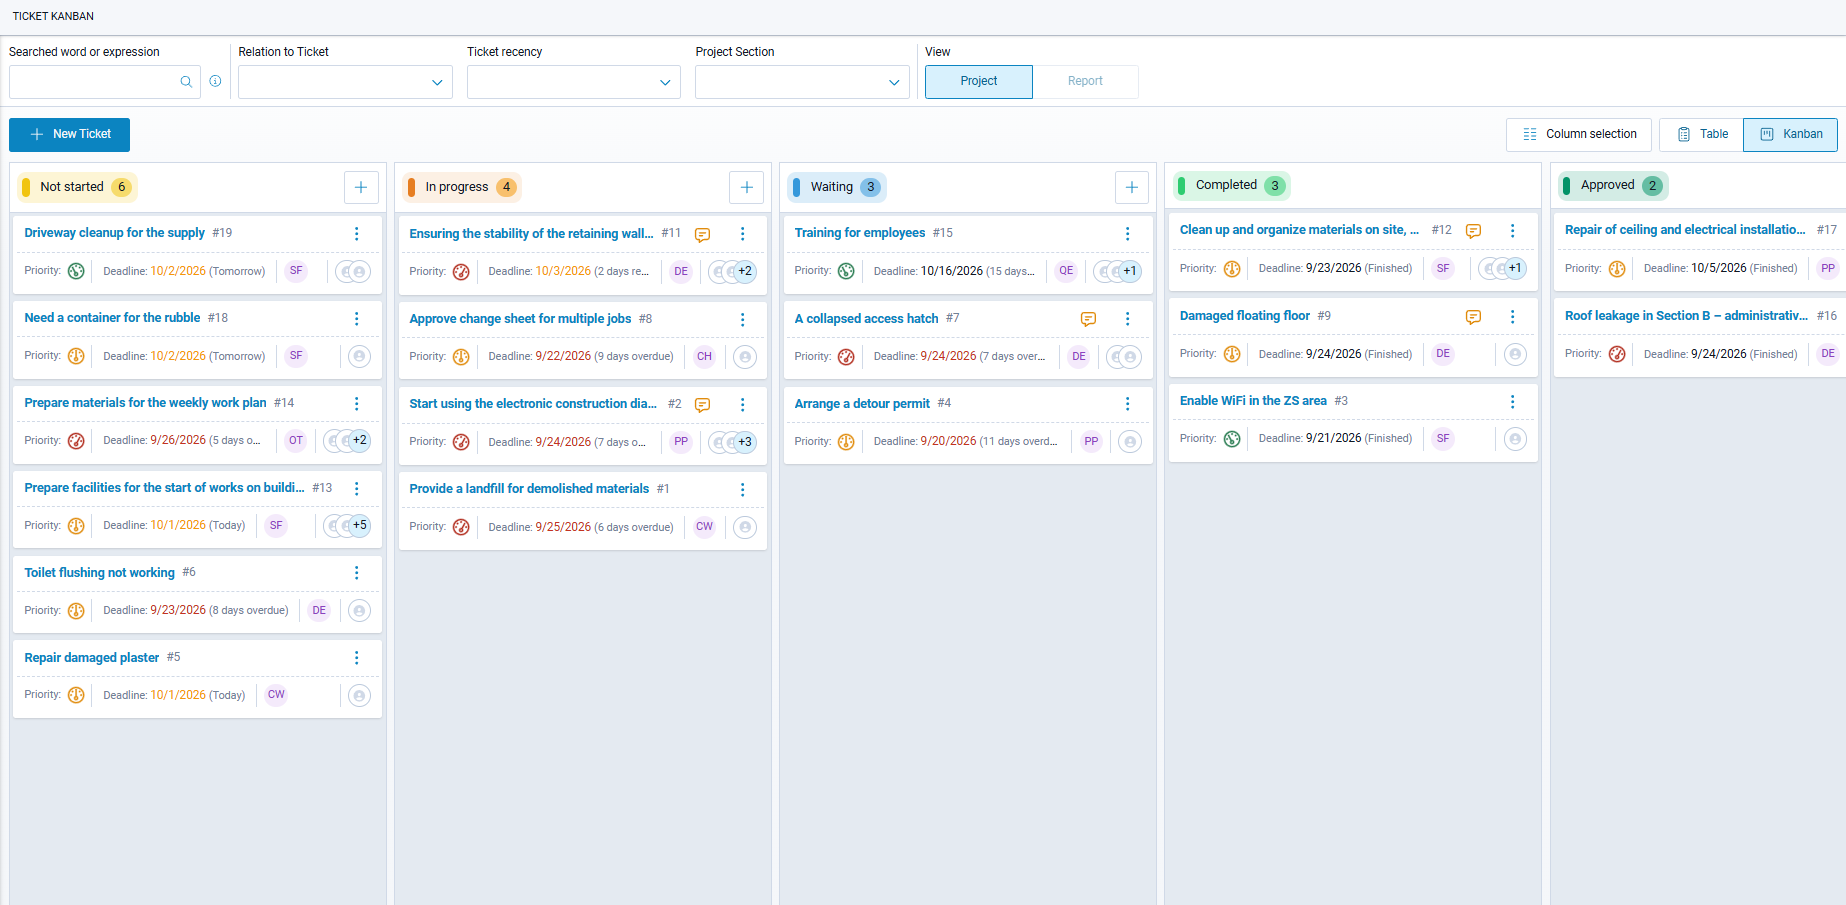 TICKET KANBAN
Searched word or expression
Relation to Ticket
Ticket recency
Project Section
View
Project
Report
New Ticket
Column selection
Table
Kanban
Not started 6
Driveway cleanup for the supply #19
Priority: Deadline: 10/2/2026 (Tomorrow) SF
Need a container for the rubble #18
Priority: Deadline: 10/2/2026 (Tomorrow) SF
Prepare materials for the weekly work plan #14
Priority: Deadline: 9/26/2026 (5 days o... OT +2
Prepare facilities for the start of works on buildi... #13
Priority: Deadline: 10/1/2026 (Today) SF +5
Toilet flushing not working #6
Priority: Deadline: 9/23/2026 (8 days overdue) DE
Repair damaged plaster #5
Priority: Deadline: 10/1/2026 (Today) CW
In progress 4
Ensuring the stability of the retaining wall... #11
Priority: Deadline: 10/3/2026 (2 days re... DE +2
Approve change sheet for multiple jobs #8
Priority: Deadline: 9/22/2026 (9 days overdue) CH
Start using the electronic construction dia... #2
Priority: Deadline: 9/24/2026 (7 days o... PP +3
Provide a landfill for demolished materials #1
Priority: Deadline: 9/25/2026 (6 days overdue) CW
Waiting 3
Training for employees #15
Priority: Deadline: 10/16/2026 (15 days... QE +1
A collapsed access hatch #7
Priority: Deadline: 9/24/2026 (7 days over... DE
Arrange a detour permit #4
Priority: Deadline: 9/20/2026 (11 days overd... PP
Completed 3
Clean up and organize materials on site, ... #12
Priority: Deadline: 9/23/2026 (Finished) SF +1
Damaged floating floor #9
Priority: Deadline: 9/24/2026 (Finished) DE
Enable WiFi in the ZS area #3
Priority: Deadline: 9/21/2026 (Finished) SF
Approved 2
Repair of ceiling and electrical installatio... #17
Priority: Deadline: 10/5/2026 (Finished) PP
Roof leakage in Section B – administrativ... #16
Priority: Deadline: 9/24/2026 (Finished) DE